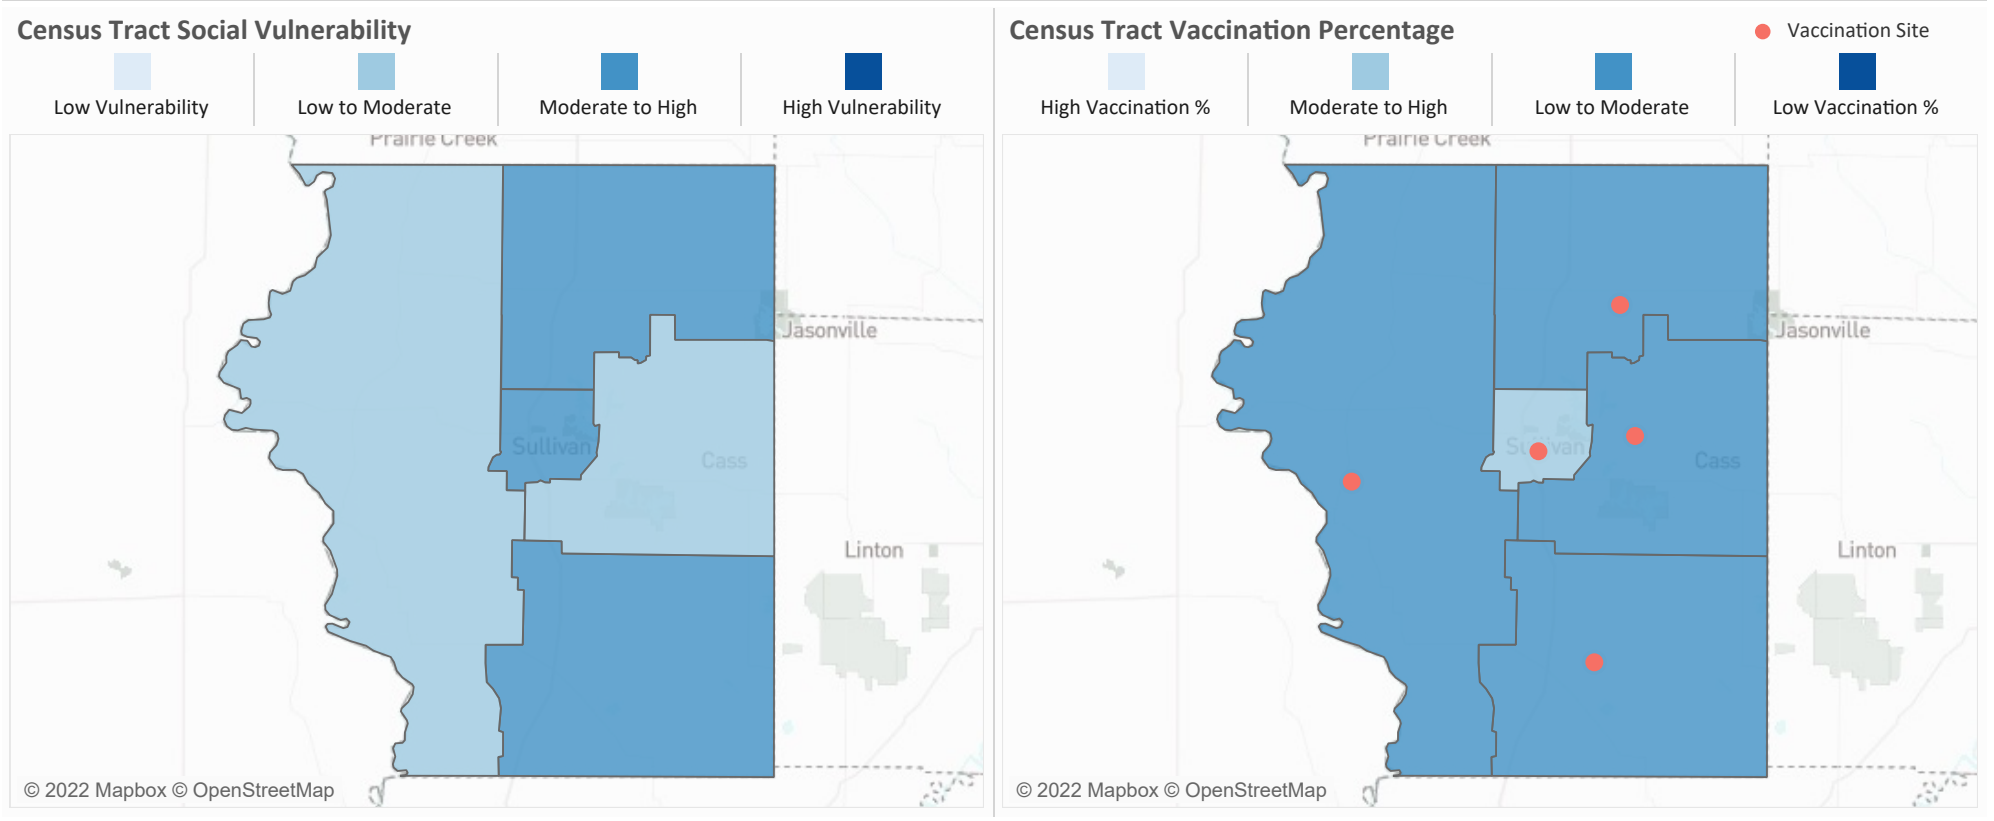 Census Tract Social Vulnerability
Low Vulnerability
Low to Moderate
Moderate to High
High Vulnerability
Prairie Creek
Jasonville
Sullivan
Cass
Linton
© 2022 Mapbox © OpenStreetMap
Census Tract Vaccination Percentage
Vaccination Site
High Vaccination %
Moderate to High
Low to Moderate
Low Vaccination %
Prairie Creek
Jasonville
Sullivan
Cass
Linton
© 2022 Mapbox © OpenStreetMap